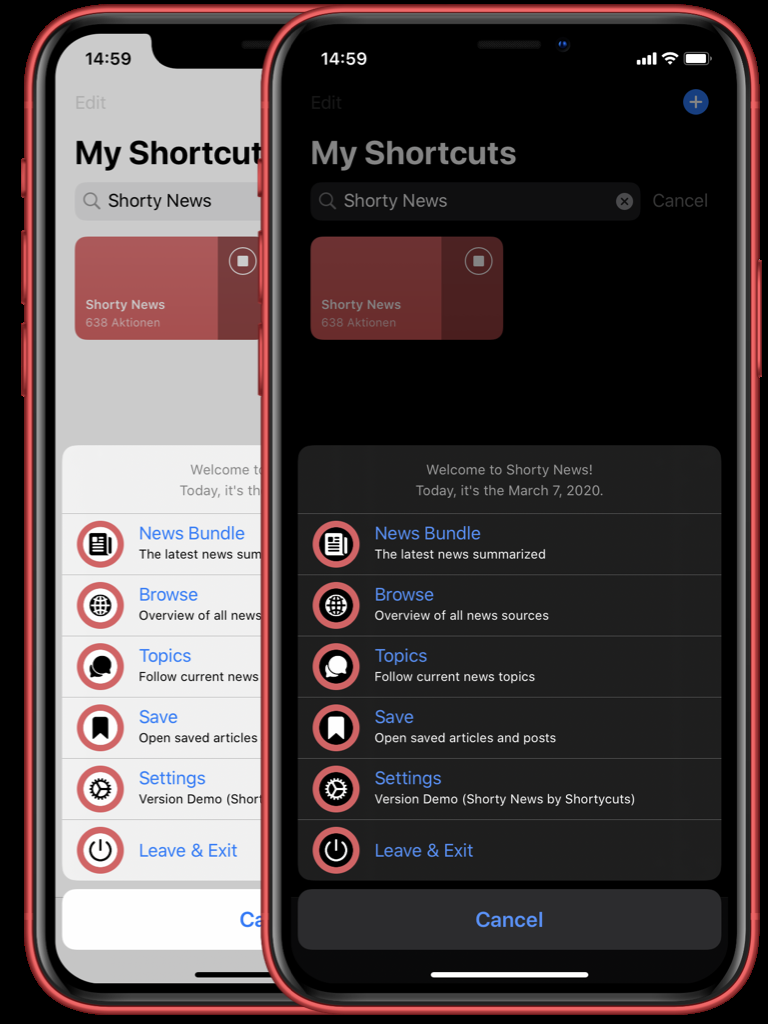 14:59
Edit
My Shortcut
Shorty News
Shorty News
638 Aktionen
Welcome to
Today, it's th
News Bundle
The latest news sum
Browse
Overview of all news
Topics
Follow current news
Save
Open saved articles
Settings
Version Demo (Short
Leave & Exit
Ca
14:59
Edit
My Shortcuts
Shorty News
Cancel
Shorty News
638 Aktionen
Welcome to Shorty News!
Today, it's the March 7, 2020.
News Bundle
The latest news summarized
Browse
Overview of all news sources
Topics
Follow current news topics
Save
Open saved articles and posts
Settings
Version Demo (Shorty News by Shortycuts)
Leave & Exit
Cancel